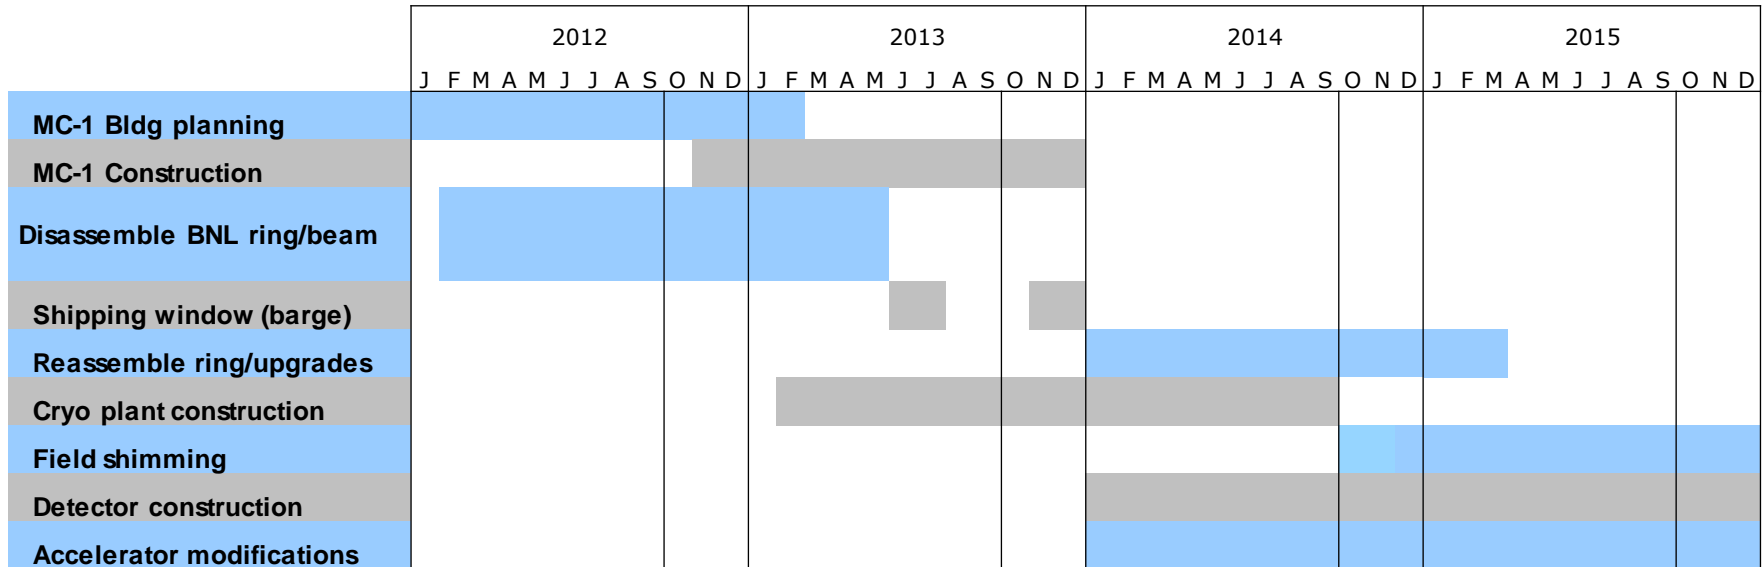 2012 2013 2014 2015
J F M A M J J A S O N D J F M A M J J A S O N D J F M A M J J A S O N D J F M A M J J A S O N D
MC-1 Bldg planning
MC-1 Construction
Disassemble BNL ring/beam
Shipping window (barge)
Reassemble ring/upgrades
Cryo plant construction
Field shimming
Detector construction
Accelerator modifications